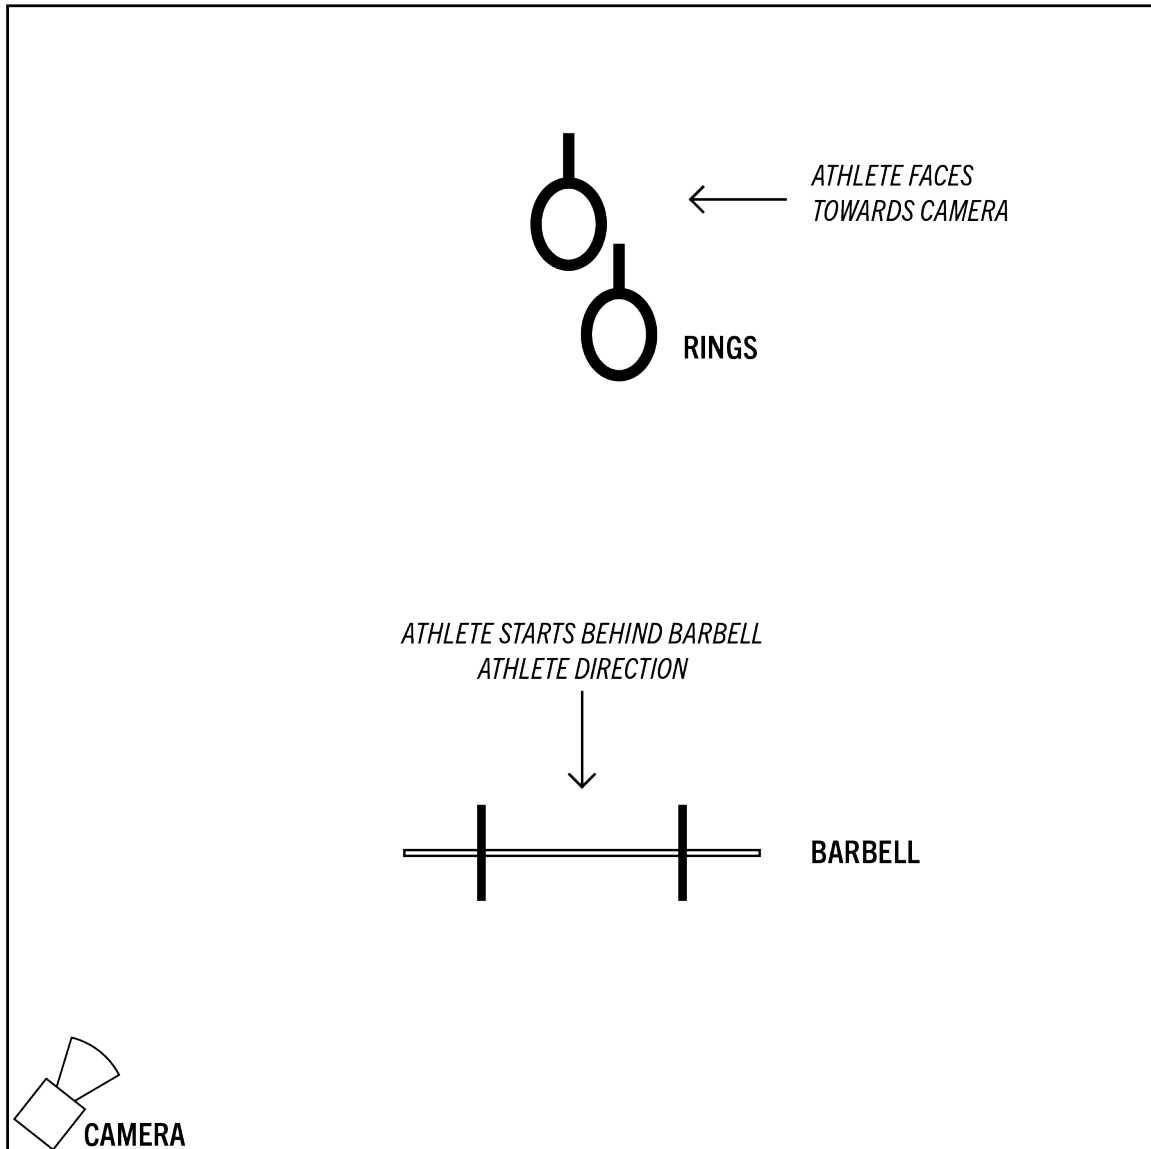 ATHLETE FACES
TOWARDS CAMERA
RINGS
ATHLETE STARTS BEHIND BARBELL
ATHLETE DIRECTION
BARBELL
CAMERA